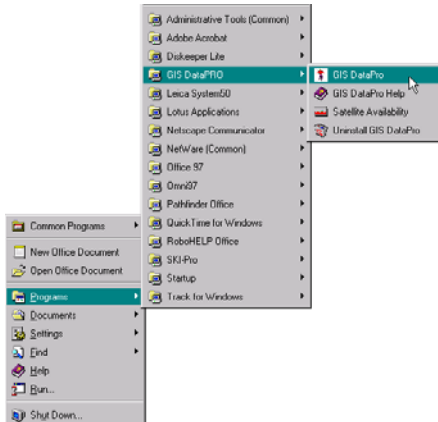 Administrative Tools (Common)
Adobe Acrobat
Diskeeper Lite
GIS DataPRO
Leica System50
Lotus Applications
Netscape Communicator
NetWare (Common)
Office 97
Omni97
Pathfinder Office
QuickTime for Windows
RoboHELP Office
SKI-Pro
Startup
Track for Windows
GIS DataPro
GIS DataPro Help
Satellite Availability
Uninstall GIS DataPro
Common Programs
New Office Document
Open Office Document
Programs
Documents
Settings
Find
Help
Run...
Shut Down...